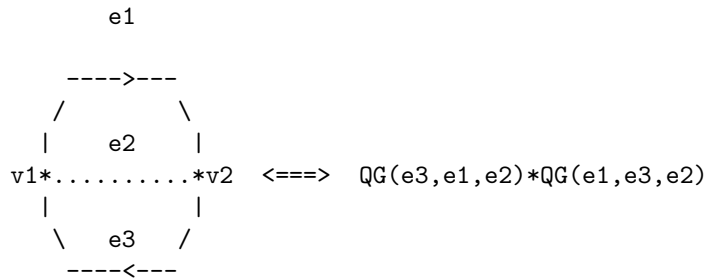 e1
---->---
/ \
| e2 |
v1*..........*v2 <===> QG(e3,e1,e2)*QG(e1,e3,e2)
| |
\ e3 /
----<---